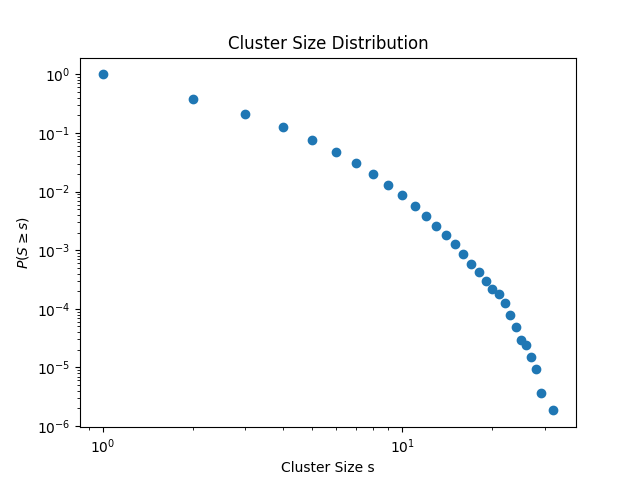 Cluster Size Distribution
P(S ≥ s)
10⁰
10⁻¹
10⁻²
10⁻³
10⁻⁴
10⁻⁵
10⁻⁶
10⁰ 10¹
Cluster Size s